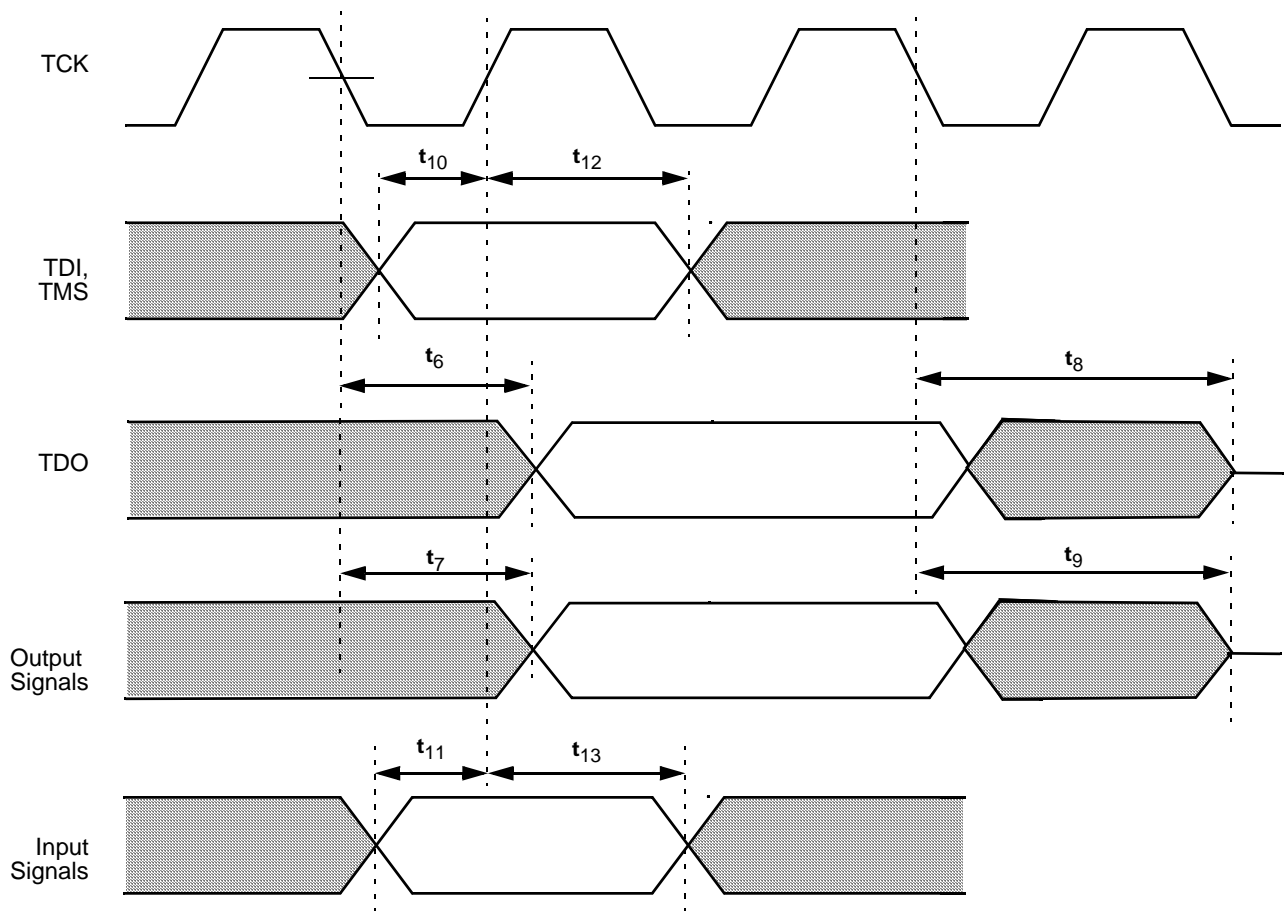 TCK
t10
t12
TDI,
TMS
t6
t8
TDO
t7
t9
Output
Signals
t11
t13
Input
Signals